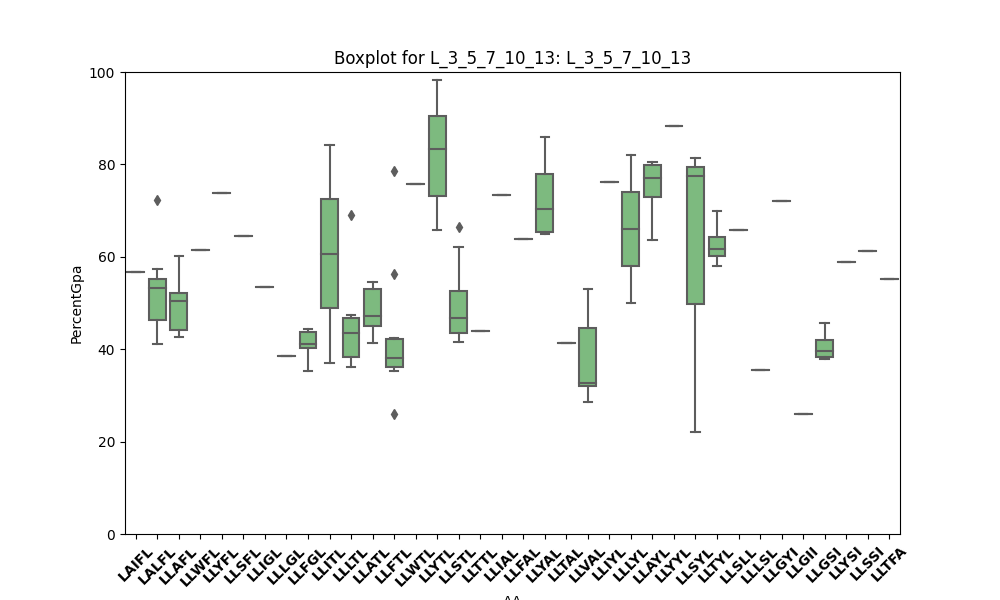 Boxplot for L_3_5_7_10_13: L_3_5_7_10_13
100
80
60
40
20
0
PercentGpa
LAIFL LALFL LLAFL LLWFL LLYFL LLSFL LLIGL LLLGL LLFGL LLITL LLLTL LLATL LLFTL LLWTL LLYTL LLSTL LLTTL LLIAL LLFAL LLYAL LLTAL LLVAL LLIYL LLLYL LLAYL LLYYL LLSYL LLTYL LLSLL LLLSL LLGYI LLGII LLGSI LLYSI LLSSI LLTFA
AA